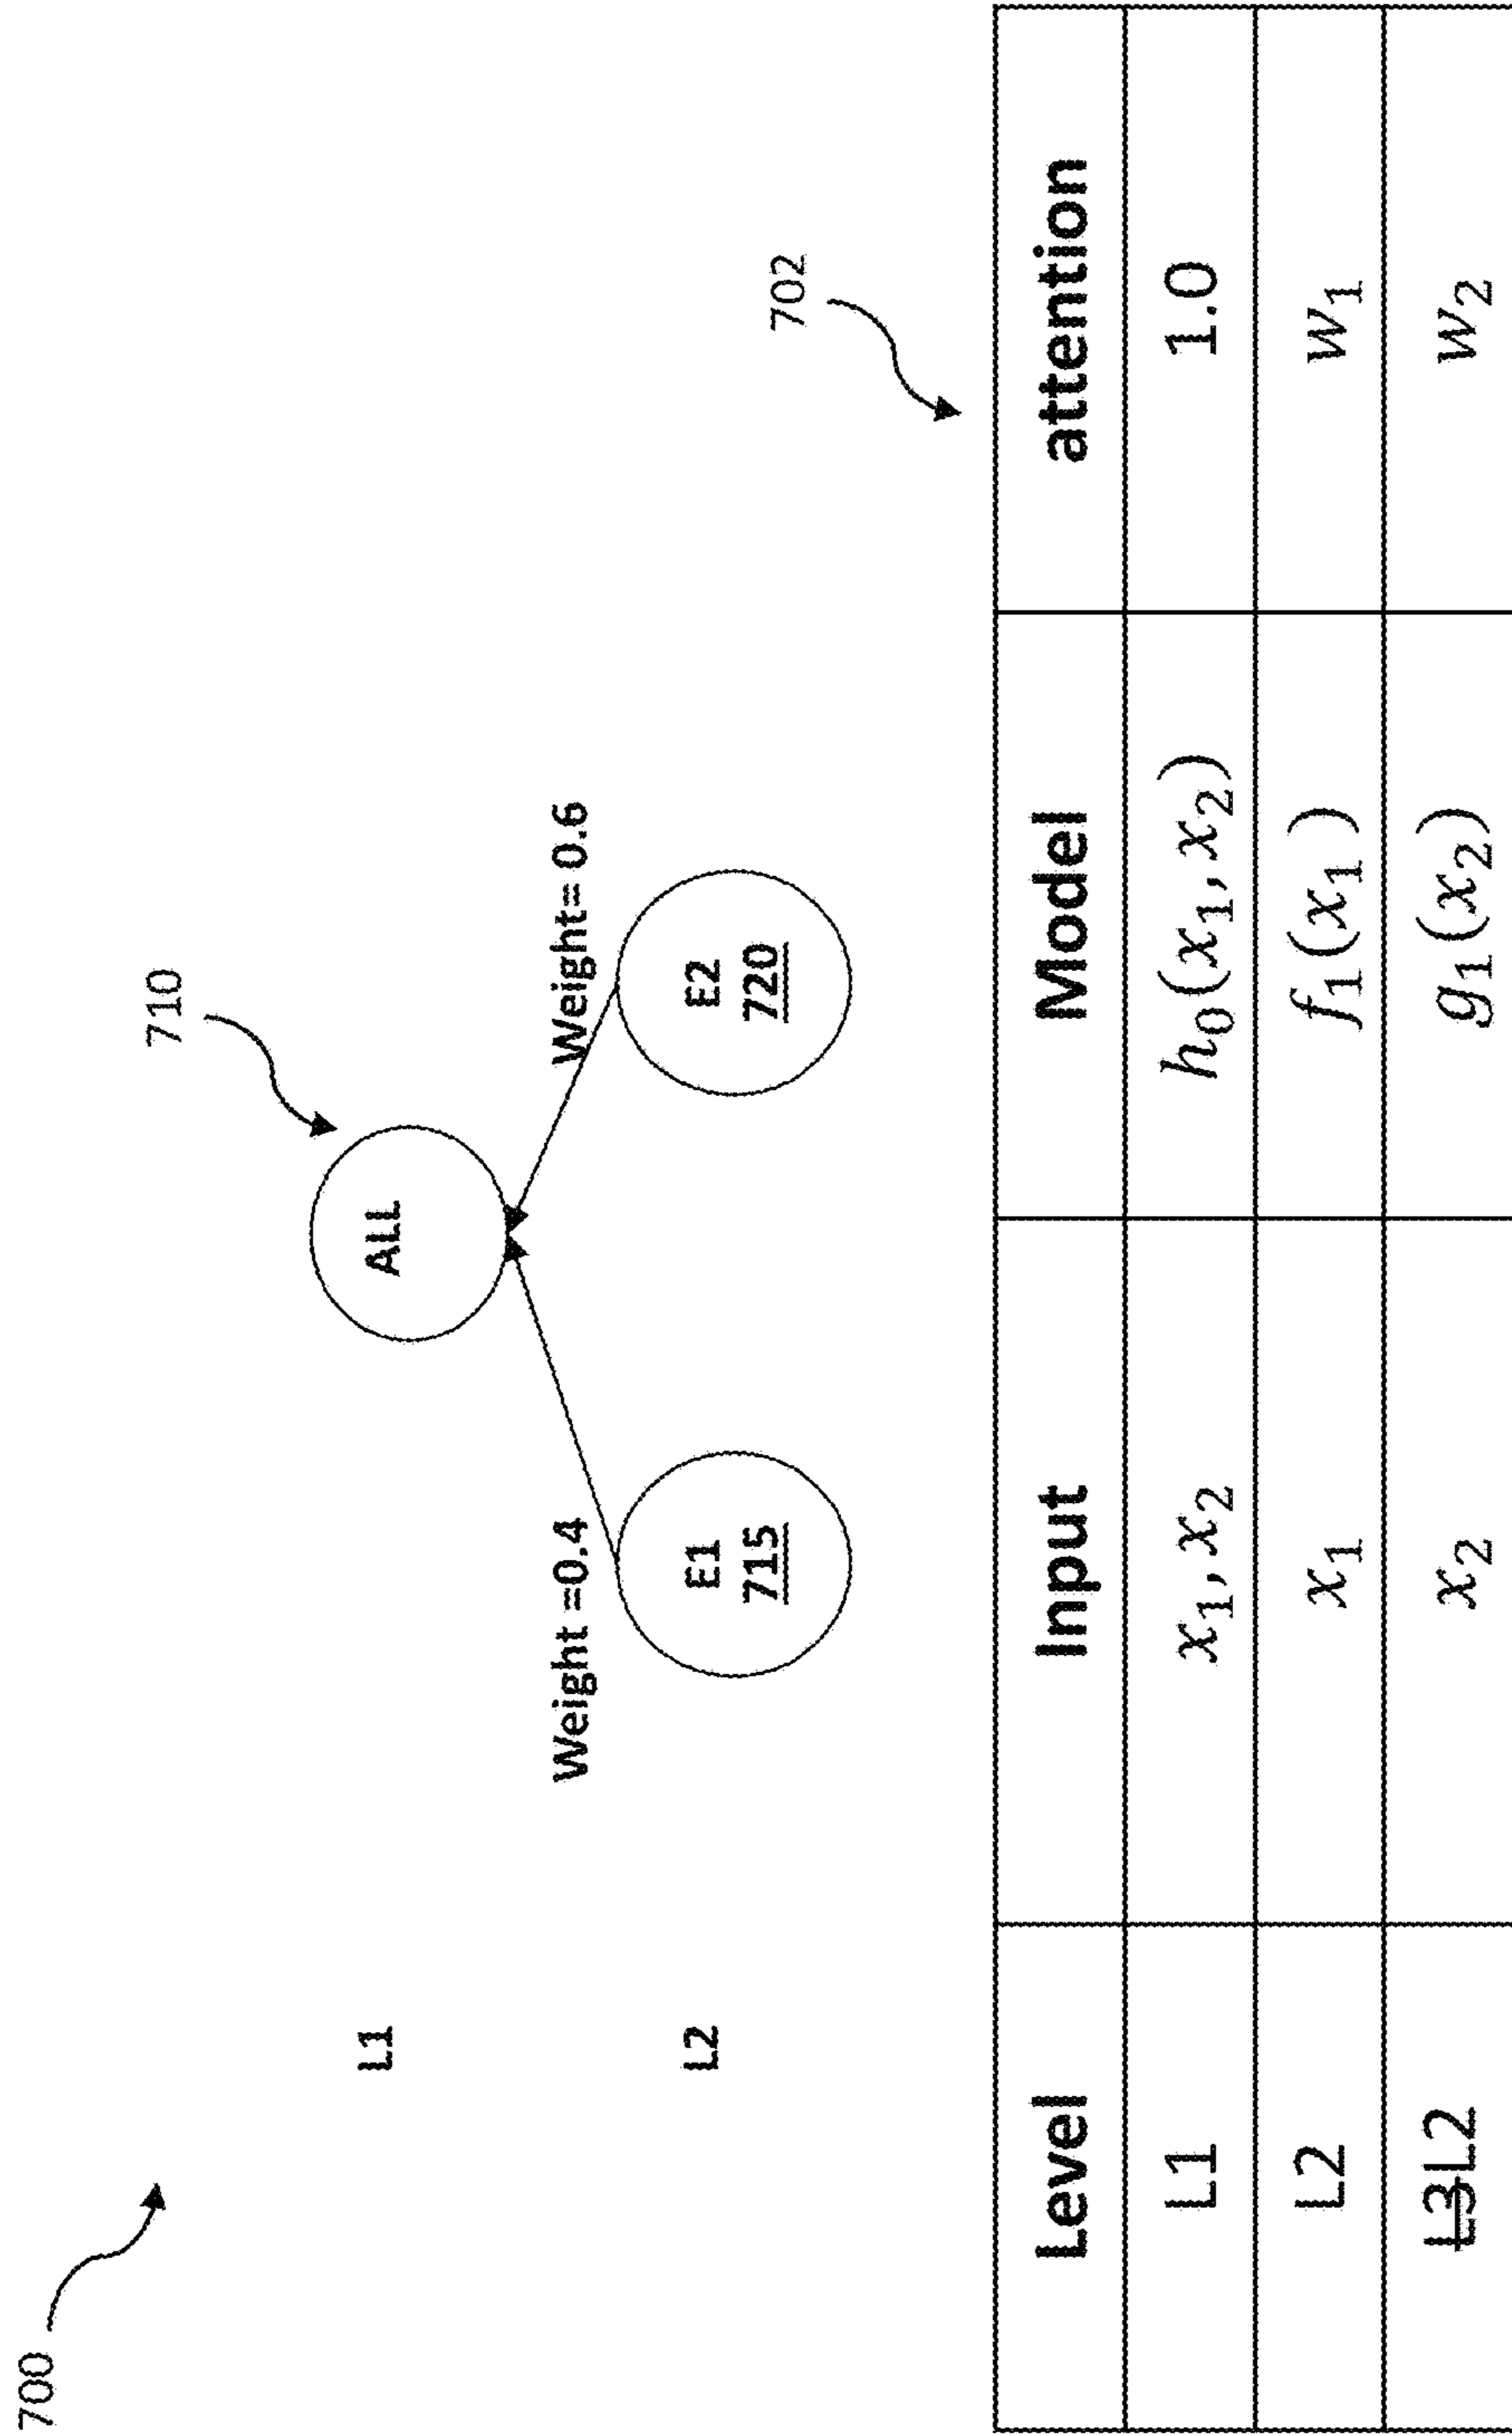 700
710
L1
ALL
Weight =0.4
Weight= 0.6
L2
E1
715
E2
720
702
Level Input Model attention
L1 x₁, x₂ h₀(x₁, x₂) 1.0
L2 x₁ f₁(x₁) w₁
L3L2 x₂ g₁(x₂) w₂